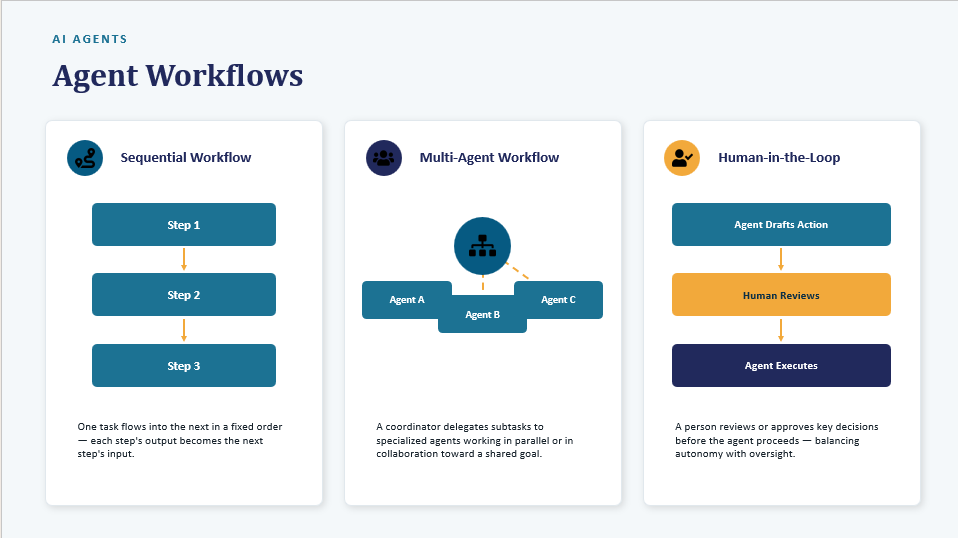 AI AGENTS
Agent Workflows
Sequential Workflow
Step 1
Step 2
Step 3
One task flows into the next in a fixed order
— each step's output becomes the next
step's input.
Multi-Agent Workflow
Agent A
Agent B
Agent C
A coordinator delegates subtasks to
specialized agents working in parallel or in
collaboration toward a shared goal.
Human-in-the-Loop
Agent Drafts Action
Human Reviews
Agent Executes
A person reviews or approves key decisions
before the agent proceeds — balancing
autonomy with oversight.